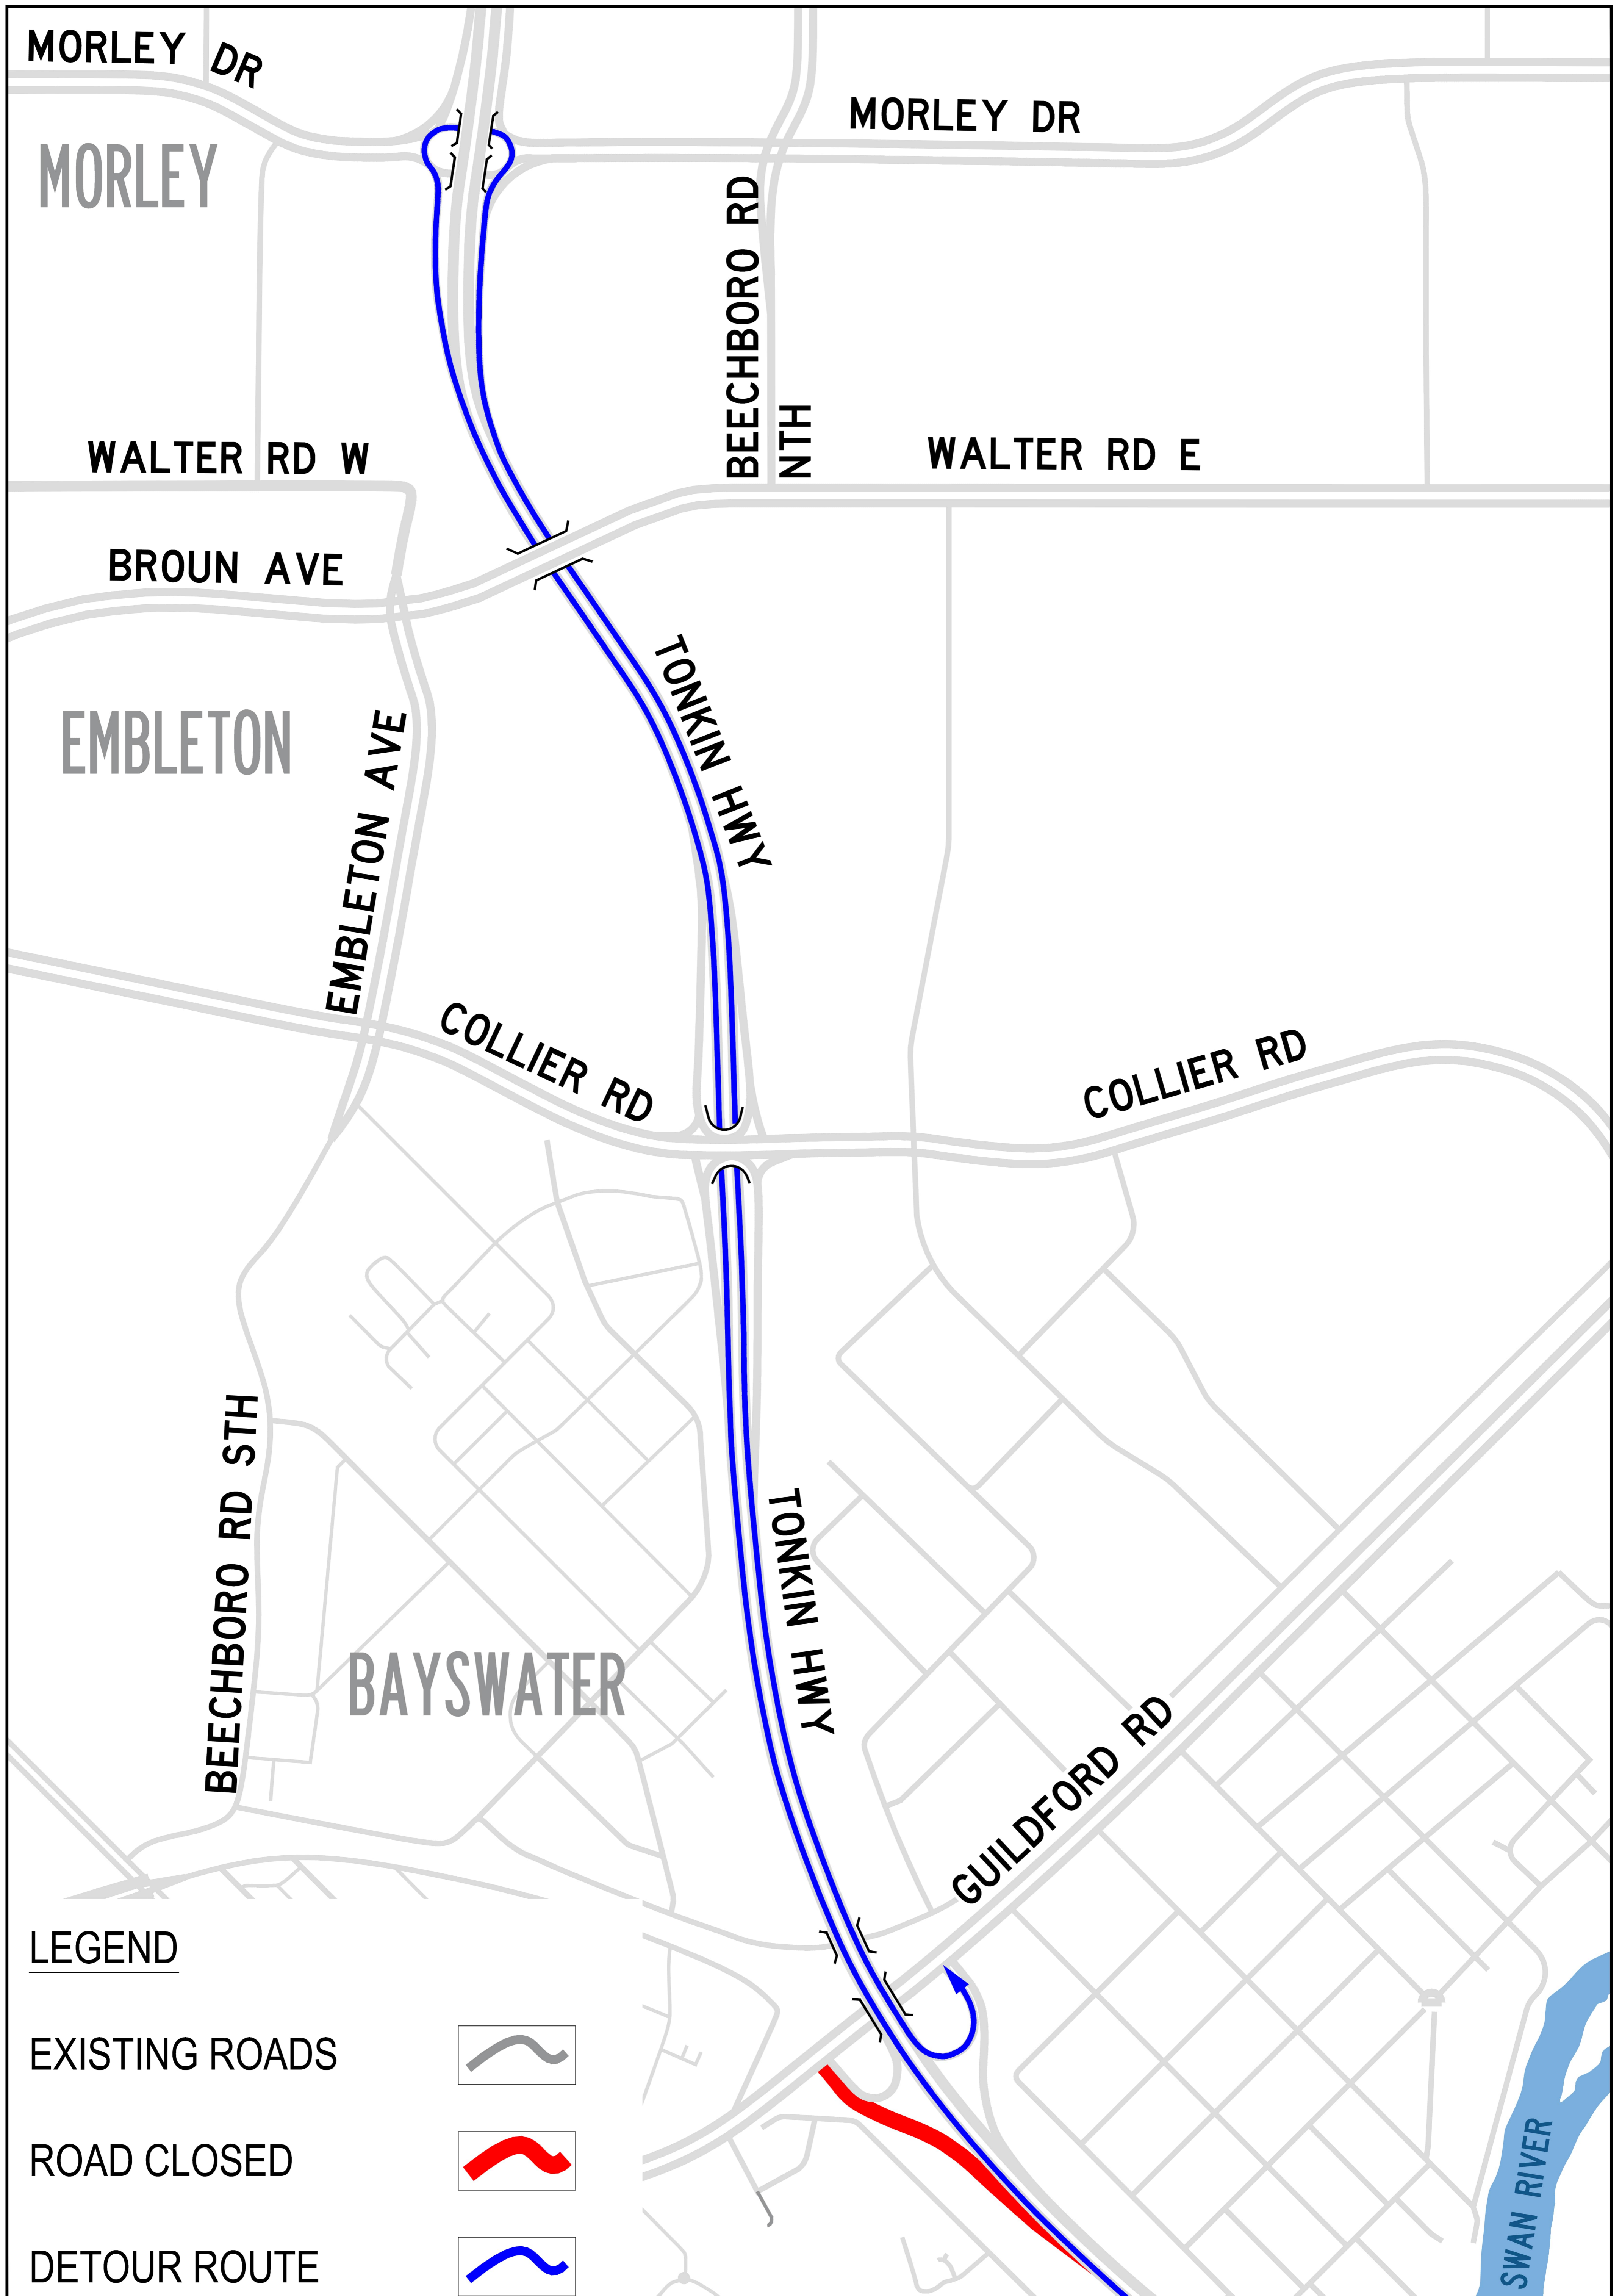 MORLEY DR
MORLEY DR
MORLEY
BEECHBORO RD
NTH
WALTER RD W
WALTER RD E
BROUN AVE
TONKIN HWY
EMBLETON
EMBLETON AVE
COLLIER RD
COLLIER RD
BEECHBORO RD STH
TONKIN HWY
BAYSWATER
GUILDFORD RD
LEGEND
EXISTING ROADS
ROAD CLOSED
DETOUR ROUTE
SWAN RIVER